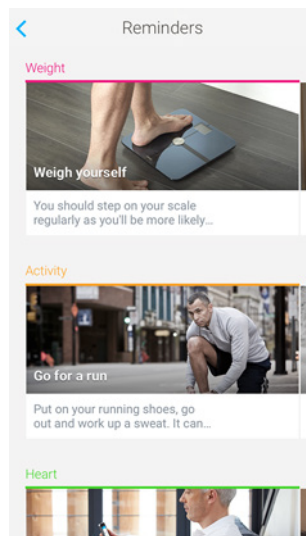 Reminders
Weight
Weigh yourself
You should step on your scale
regularly as you'll be more likely...
Activity
Go for a run
Put on your running shoes, go
out and work up a sweat. It can...
Heart